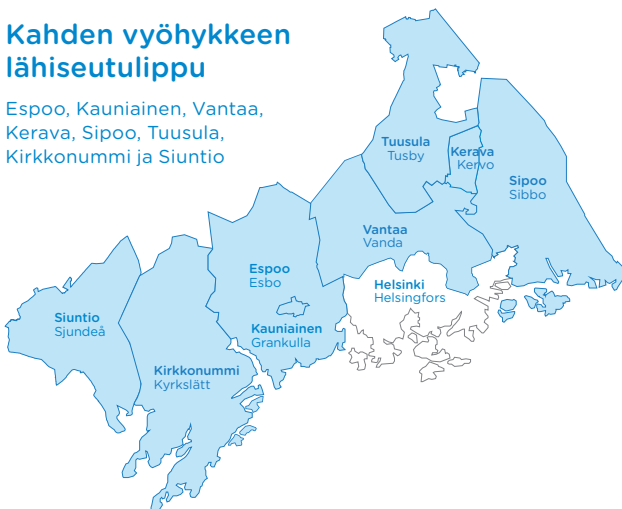 Kahden vyöhykkeen
lähiseutulippu
Espoo, Kauniainen, Vantaa,
Kerava, Sipoo, Tuusula,
Kirkkonummi ja Siuntio
Tuusula
Tusby
Kerava
Kervo
Sipoo
Sibbo
Vantaa
Vanda
Espoo
Esbo
Helsinki
Helsingfors
Siuntio
Sjundeå
Kauniainen
Grankulla
Kirkkonummi
Kyrkslätt